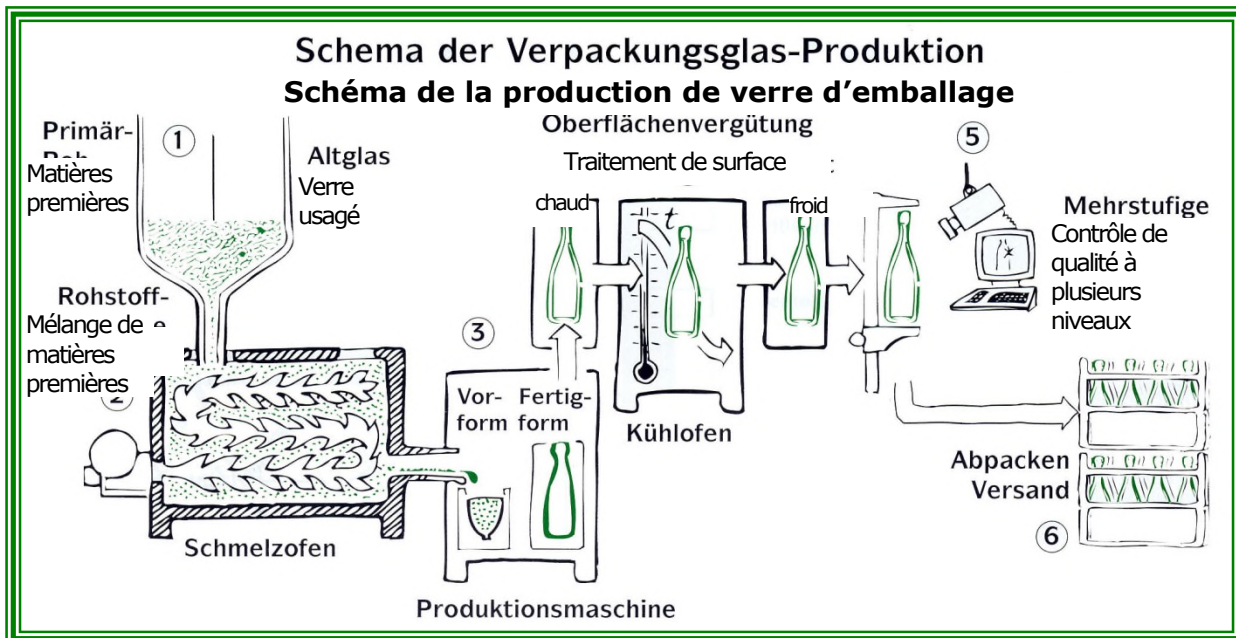 Schema der Verpackungsglas-Produktion
Schéma de la production de verre d'emballage
Primär-
Matières
premières
1
Altglas
Verre
usagé
Rohstoff-
Mélange de
matières
premières
2
Schmelzofen
3
Vor-
form
Fertig-
form
Produktionsmaschine
Oberflächenvergütung
Traitement de surface
chaud
t
froid
Kühlofen
5
Mehrstufige
Contrôle de
qualité à
plusieurs
niveaux
Abpacken
Versand
6